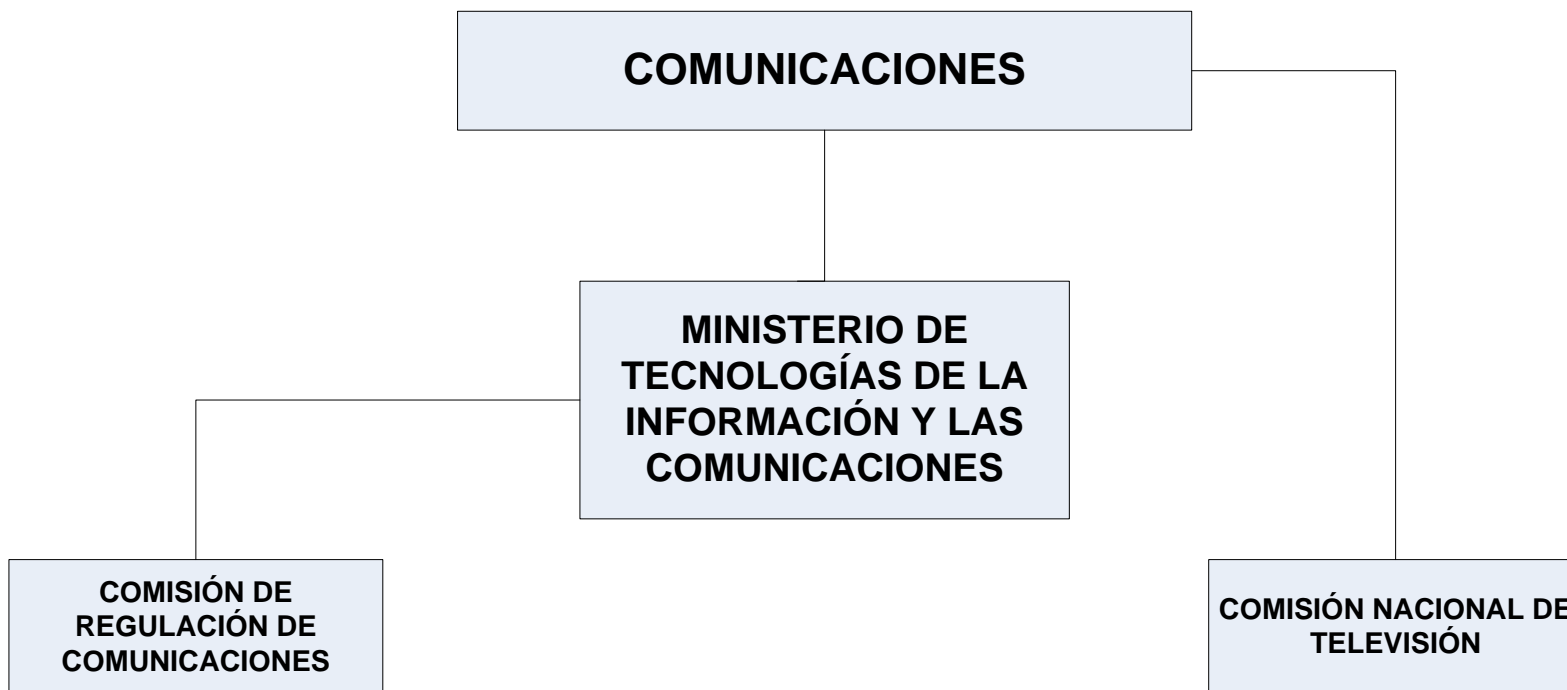 COMUNICACIONES
MINISTERIO DE
TECNOLOGÍAS DE LA
INFORMACIÓN Y LAS
COMUNICACIONES
COMISIÓN DE
REGULACIÓN DE
COMUNICACIONES
COMISIÓN NACIONAL DE
TELEVISIÓN